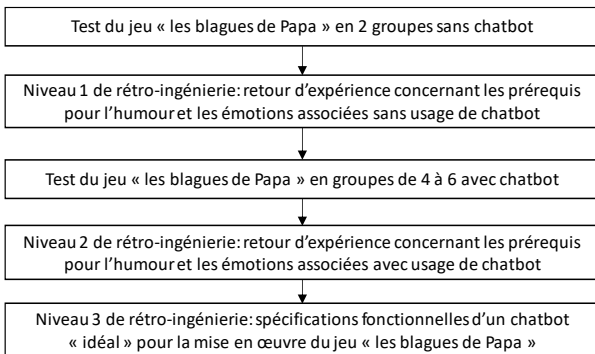 Test du jeu « les blagues de Papa » en 2 groupes sans chatbot
Niveau 1 de rétro-ingénierie: retour d’expérience concernant les prérequis
pour l’humour et les émotions associées sans usage de chatbot
Test du jeu « les blagues de Papa » en groupes de 4 à 6 avec chatbot
Niveau 2 de rétro-ingénierie: retour d’expérience concernant les prérequis
pour l’humour et les émotions associées avec usage de chatbot
Niveau 3 de rétro-ingénierie: spécifications fonctionnelles d’un chatbot
« idéal » pour la mise en œuvre du jeu « les blagues de Papa »